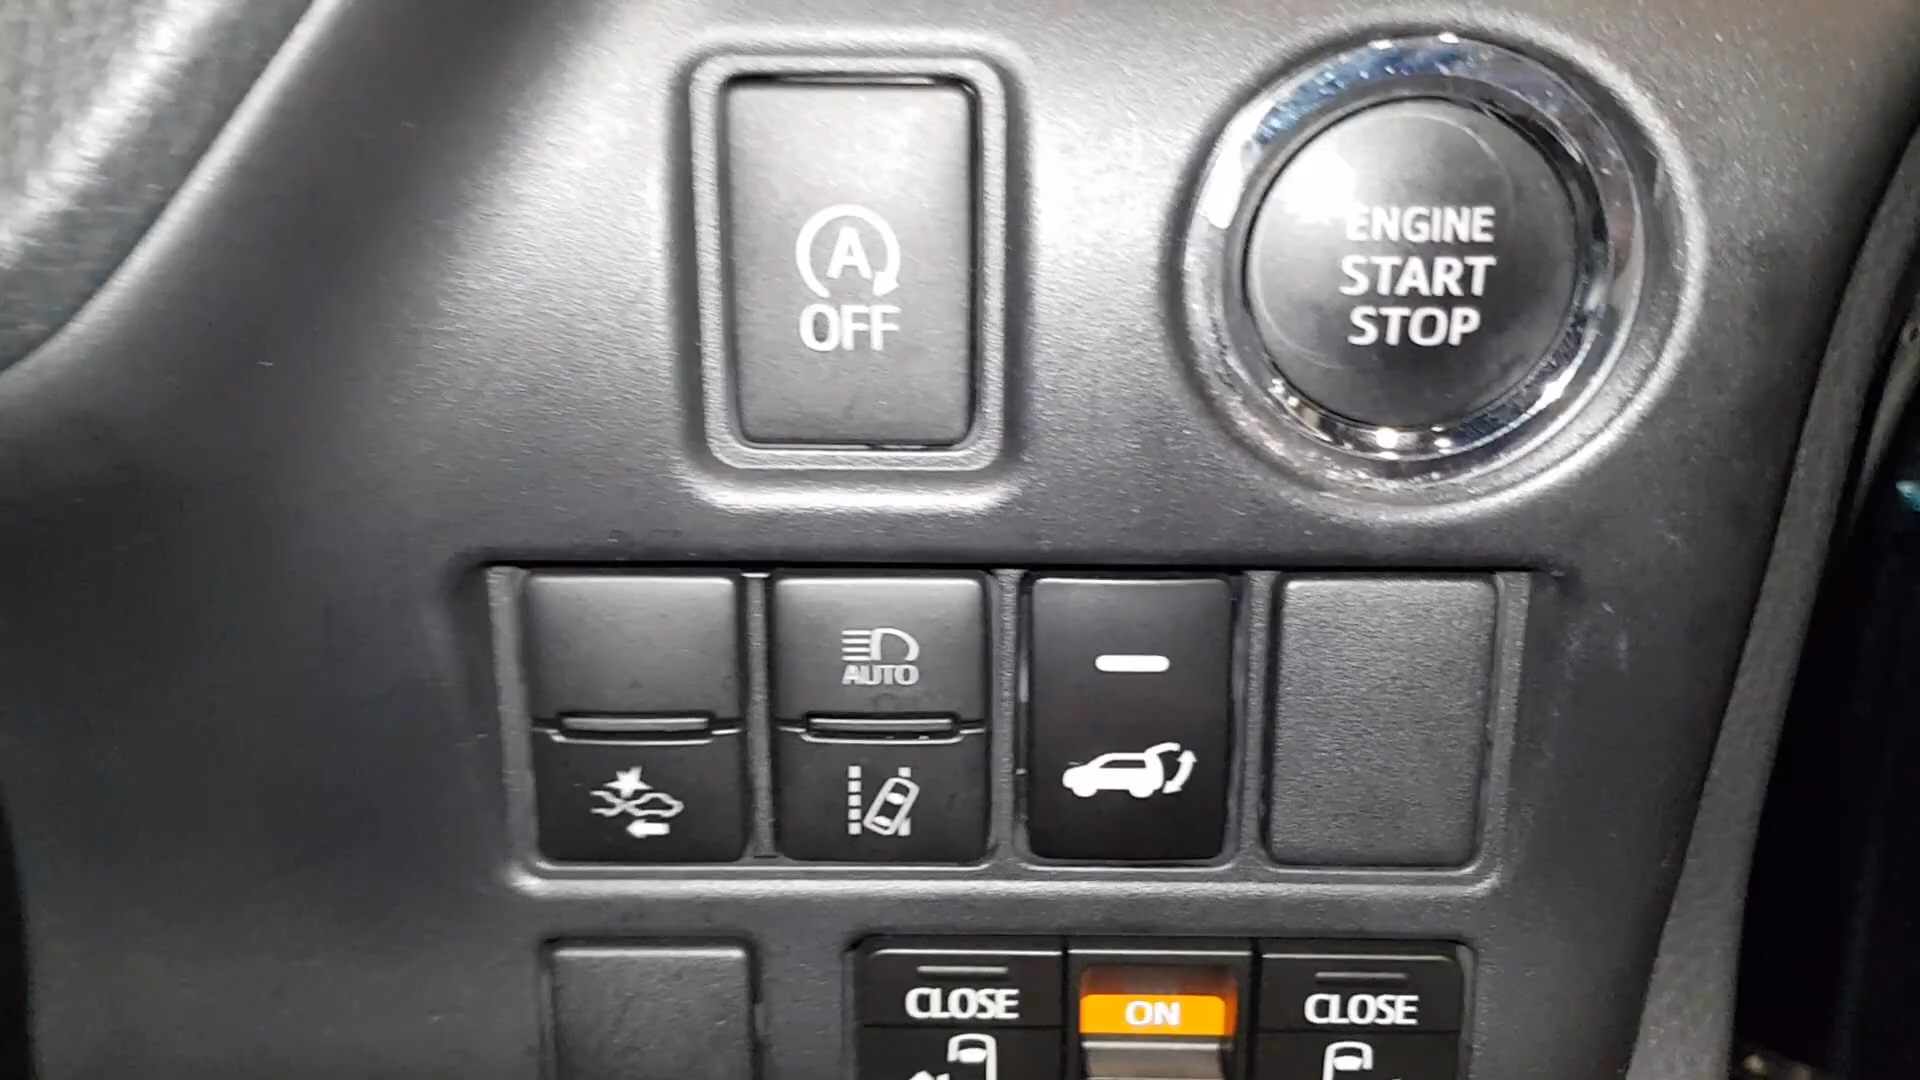 A
OFF
ENGINE
START
STOP
AUTO
CLOSE
ON
CLOSE